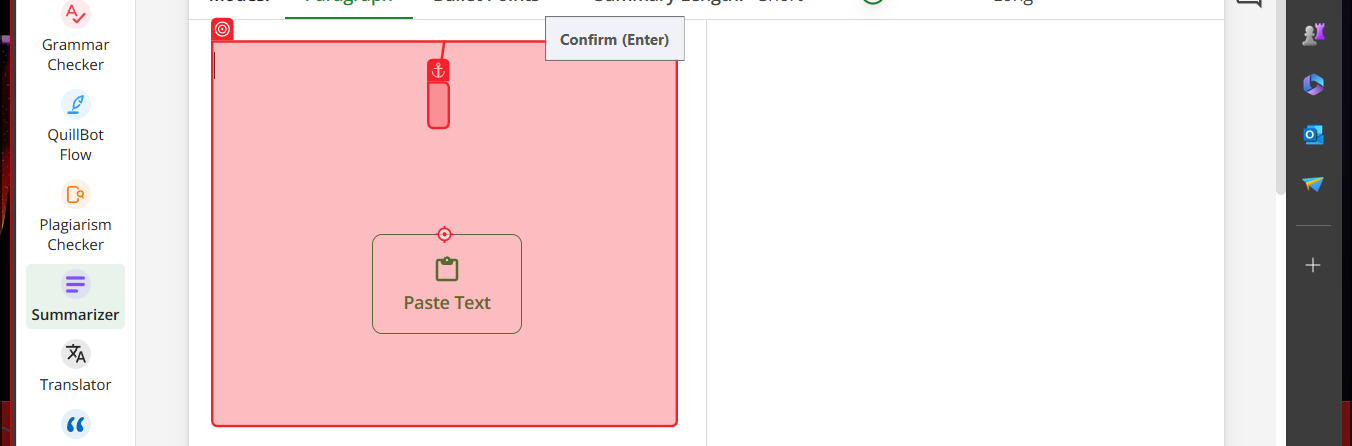 Modes:
Paragraph
Bullet Points
Summary Length:
Short
Long
Confirm (Enter)
Grammar
Checker
QuillBot
Flow
Plagiarism
Checker
Summarizer
Translator
Paste Text